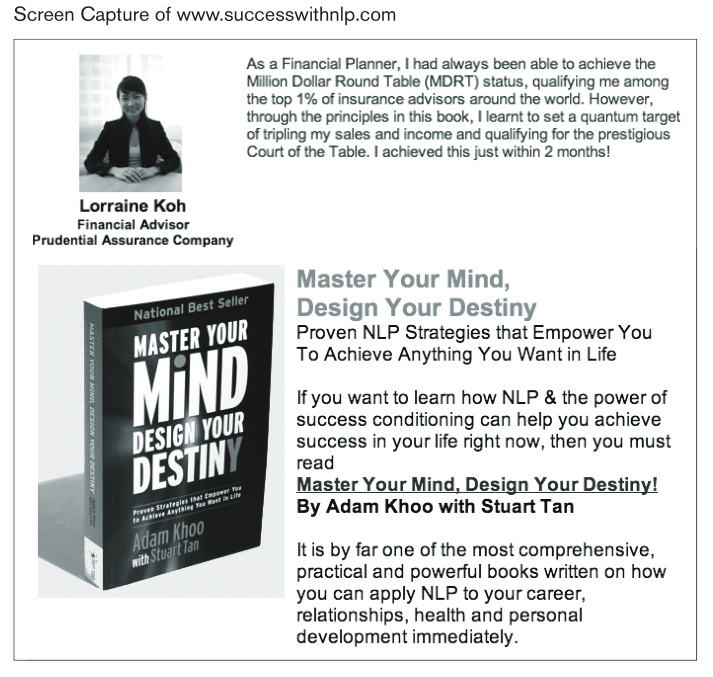 Screen Capture of www.successwithnlp.com
As a Financial Planner, I had always been able to achieve the
Million Dollar Round Table (MDRT) status, qualifying me among
the top 1% of insurance advisors around the world. However,
through the principles in this book, I learnt to set a quantum target
of tripling my sales and income and qualifying for the prestigious
Court of the Table. I achieved this just within 2 months!
Lorraine Koh
Financial Advisor
Prudential Assurance Company
National Best Seller
MASTER YOUR
MiND
DESIGN YOUR
DESTINY
Proven Strategies that Empower You
to Achieve Anything You Want in Life
Adam Khoo
with Stuart Tan
MASTER YOUR MIND, DESIGN YOUR DESTINY
Master Your Mind,
Design Your Destiny
Proven NLP Strategies that Empower You
To Achieve Anything You Want in Life
If you want to learn how NLP & the power of
success conditioning can help you achieve
success in your life right now, then you must
read
Master Your Mind, Design Your Destiny!
By Adam Khoo with Stuart Tan
It is by far one of the most comprehensive,
practical and powerful books written on how
you can apply NLP to your career,
relationships, health and personal
development immediately.